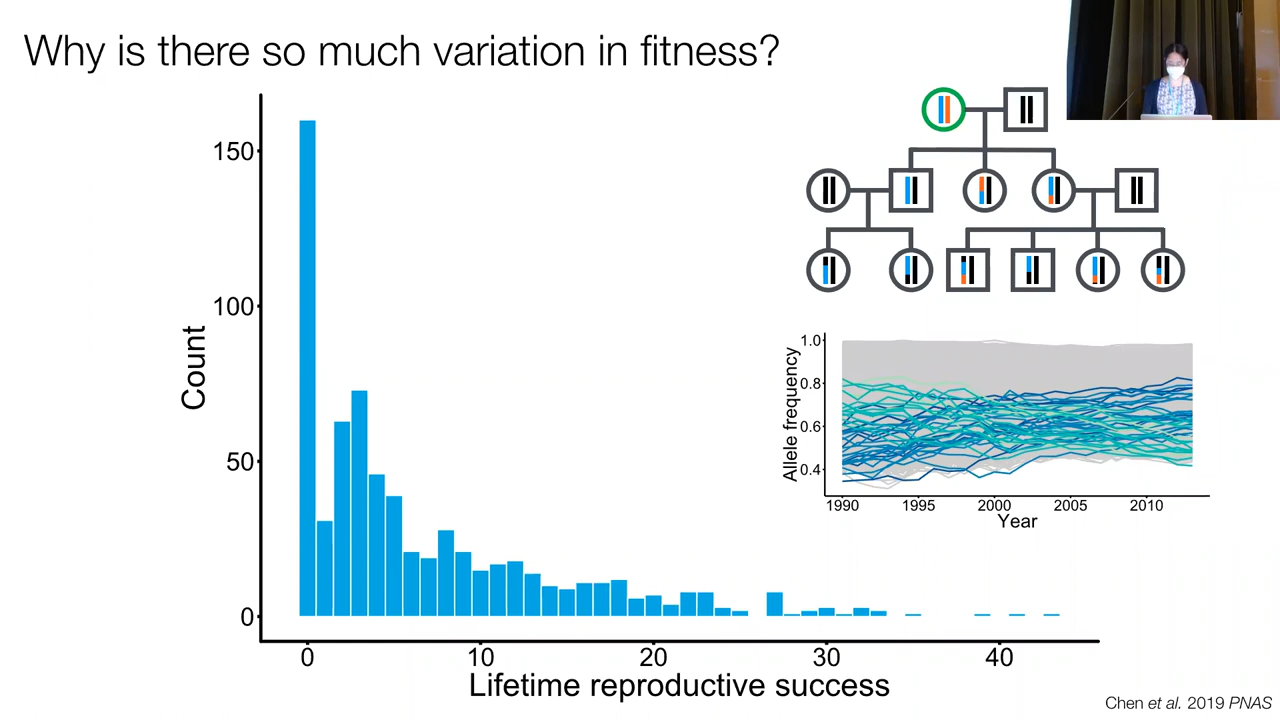 Why is there so much variation in fitness?
150
100
50
0
Count
0 10 20 30 40
Lifetime reproductive success
1.0
0.8
0.6
0.4
Allele frequency
1990 1995 2000 2005 2010
Year
Chen et al. 2019 PNAS